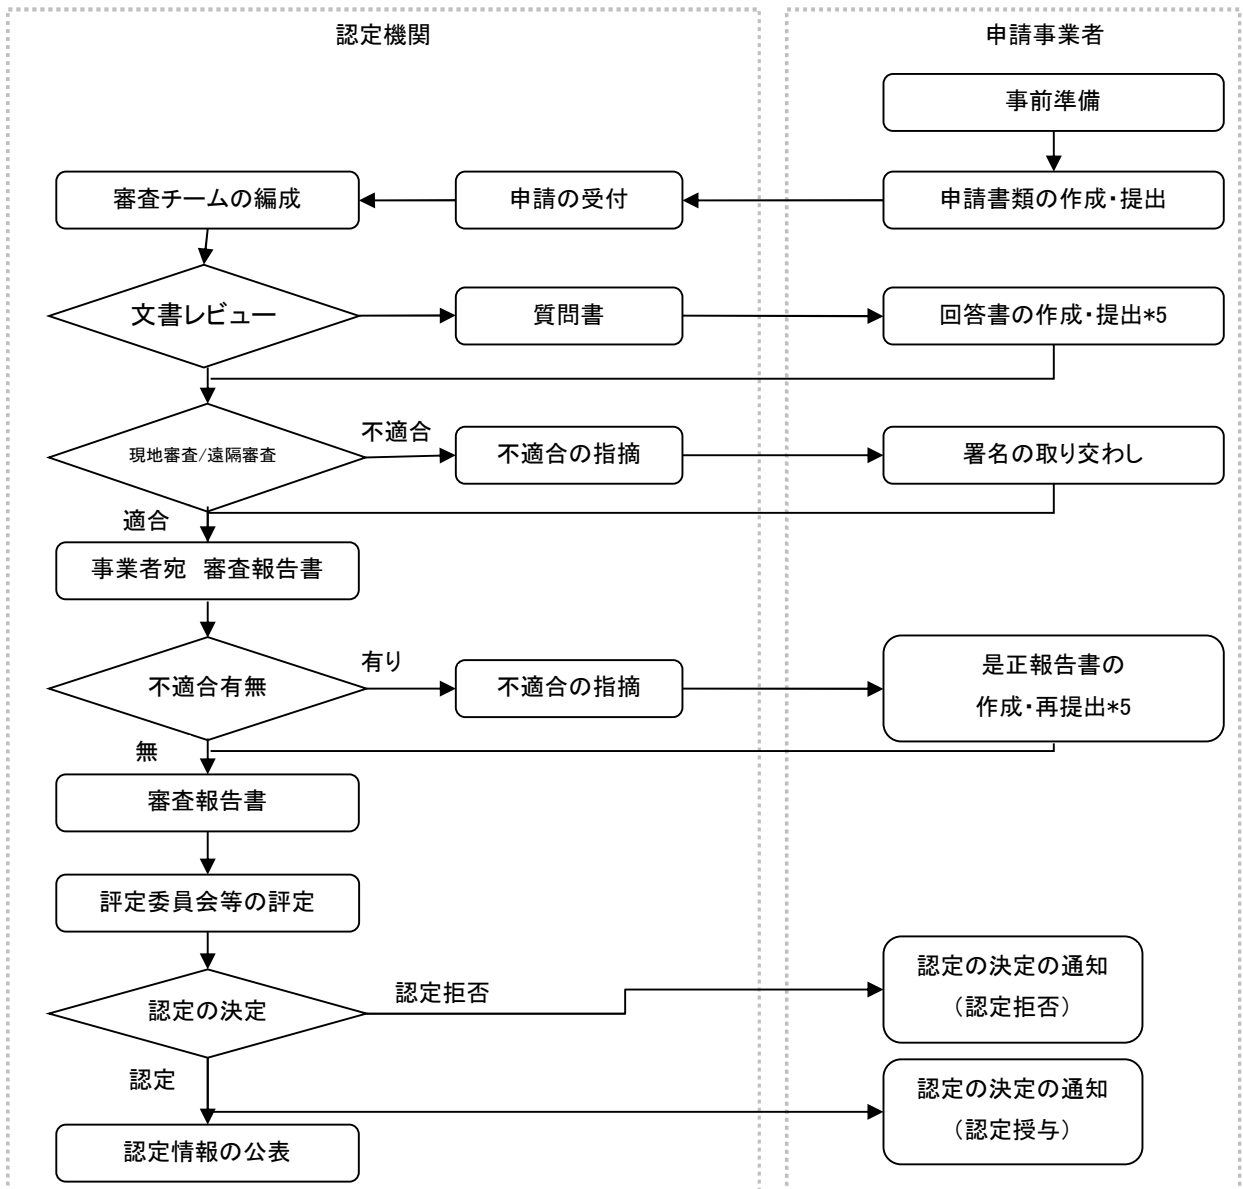 認定機関
申請事業者
事前準備
審査チームの編成
申請の受付
申請書類の作成・提出
文書レビュー
質問書
回答書の作成・提出*5
現地審査/遠隔審査
不適合
不適合の指摘
署名の取り交わし
適合
事業者宛 審査報告書
不適合有無
有り
不適合の指摘
是正報告書の
作成・再提出*5
無
審査報告書
評定委員会等の評定
認定の決定
認定拒否
認定の決定の通知
（認定拒否）
認定
認定の決定の通知
（認定授与）
認定情報の公表